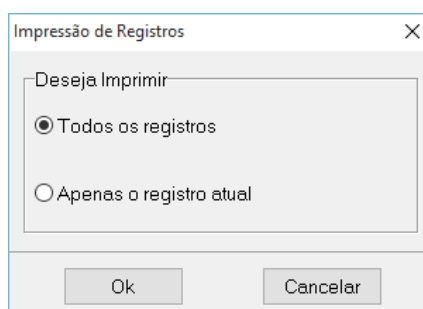 Impressão de Registros
Deseja Imprimir
Todos os registros
Apenas o registro atual
Ok
Cancelar